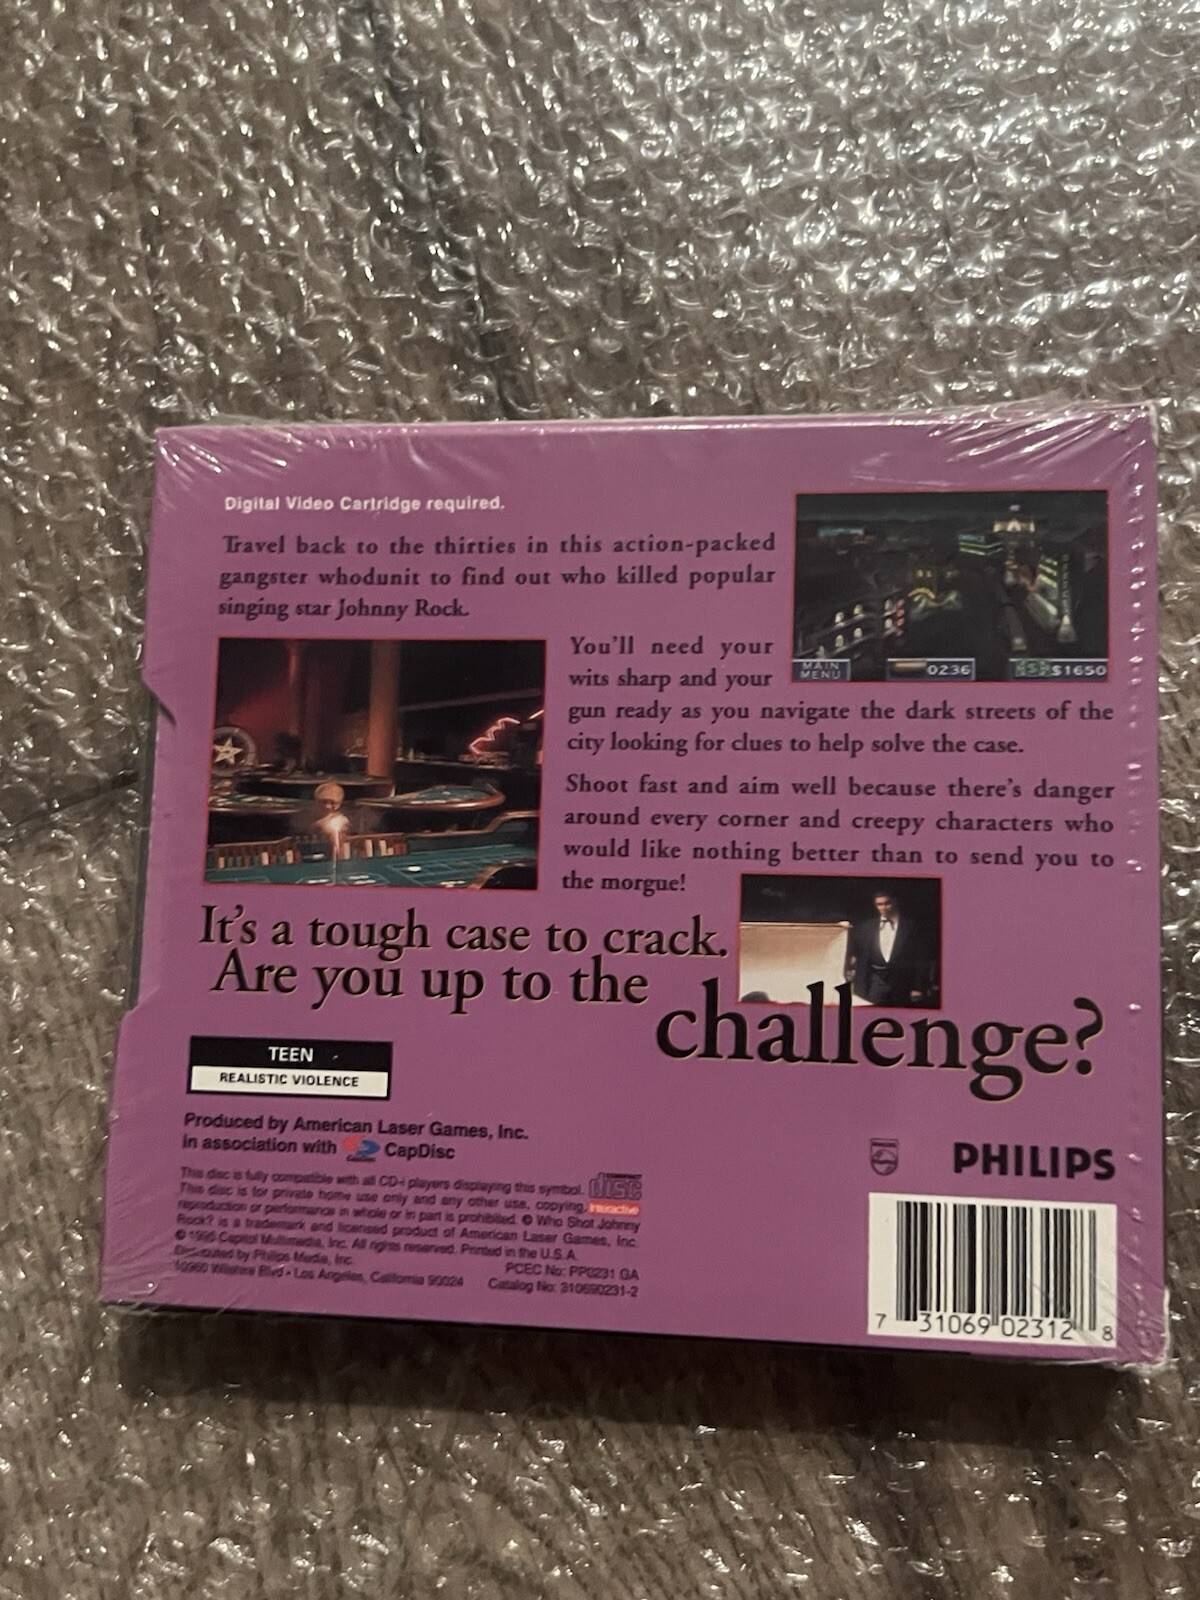 Digital Video Cartridge required.
Travel back to the thirties in this action-packed
gangster whodunit to find out who killed popular
singing star Johnny Rock.
MAIN
MENU
0236
$1650
You'll need your
wits sharp and your
gun ready as you navigate the dark streets of the
city looking for clues to help solve the case.
Shoot fast and aim well because there's danger
around every corner and creepy characters who
would like nothing better than to send you to
the morgue!
It's a tough case to crack.
Are you up to the
challenge?
TEEN
REALISTIC VIOLENCE
Produced by American Laser Games, Inc.
in association with CapDisc
This disc is fully compatible with all CD-i players displaying this symbol.
This disc is for private home use only and any other use, copying,
reproduction or performance in whole or in part is prohibited. © Who Shot Johnny
Rock? is a trademark and licensed product of American Laser Games, Inc.
© 1995 Capitol Multimedia, Inc. All rights reserved. Printed in the U.S.A.
Distributed by Philips Media, Inc.
10960 Wilshire Blvd • Los Angeles, California 90024
PCEC No: PP0231 GA
Catalog No: 310690231-2
disc
Interactive
PHILIPS
7 31069 02312 8